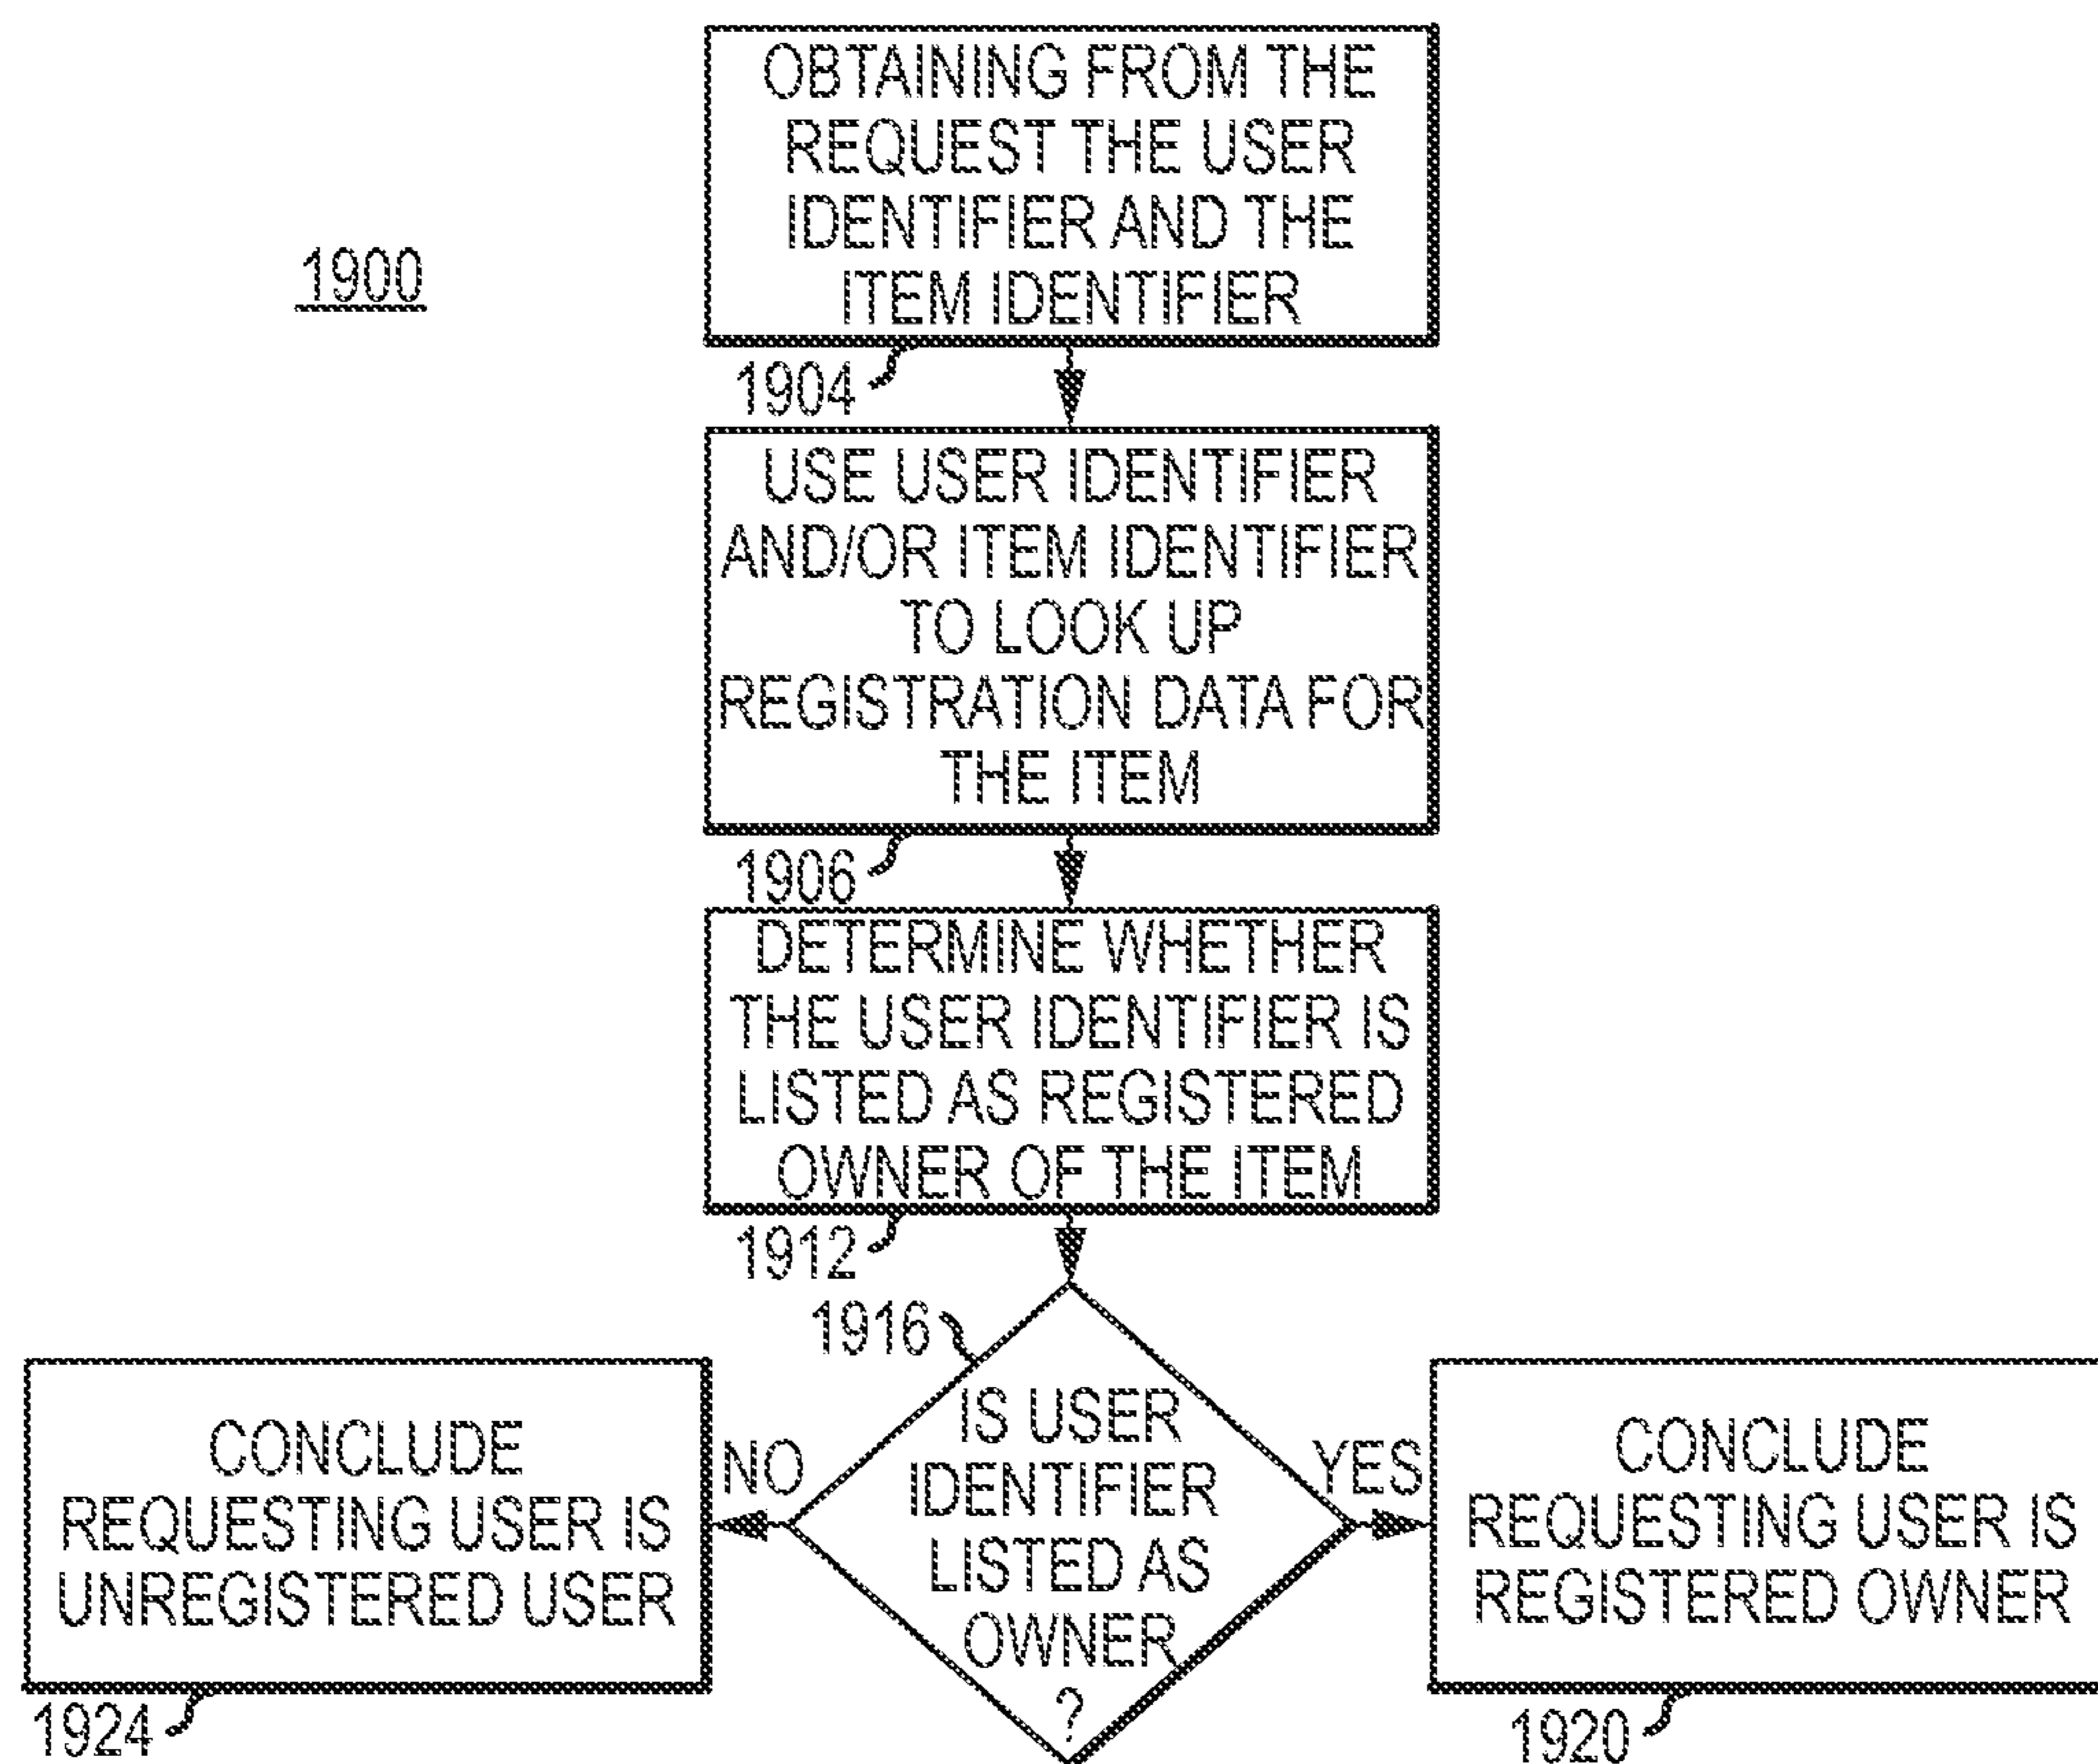 OBTAINING FROM THE
REQUEST THE USER
IDENTIFIER AND THE
ITEM IDENTIFIER
1900
1904
USE USER IDENTIFIER
AND/OR ITEM IDENTIFIER
TO LOOK UP
REGISTRATION DATA FOR
THE ITEM
1906
DETERMINE WHETHER
THE USER IDENTIFIER IS
LISTED AS REGISTERED
OWNER OF THE ITEM
1912
1916
IS USER
IDENTIFIER
LISTED AS
OWNER
?
NO
YES
CONCLUDE
REQUESTING USER IS
UNREGISTERED USER
1924
CONCLUDE
REQUESTING USER IS
REGISTERED OWNER
1920